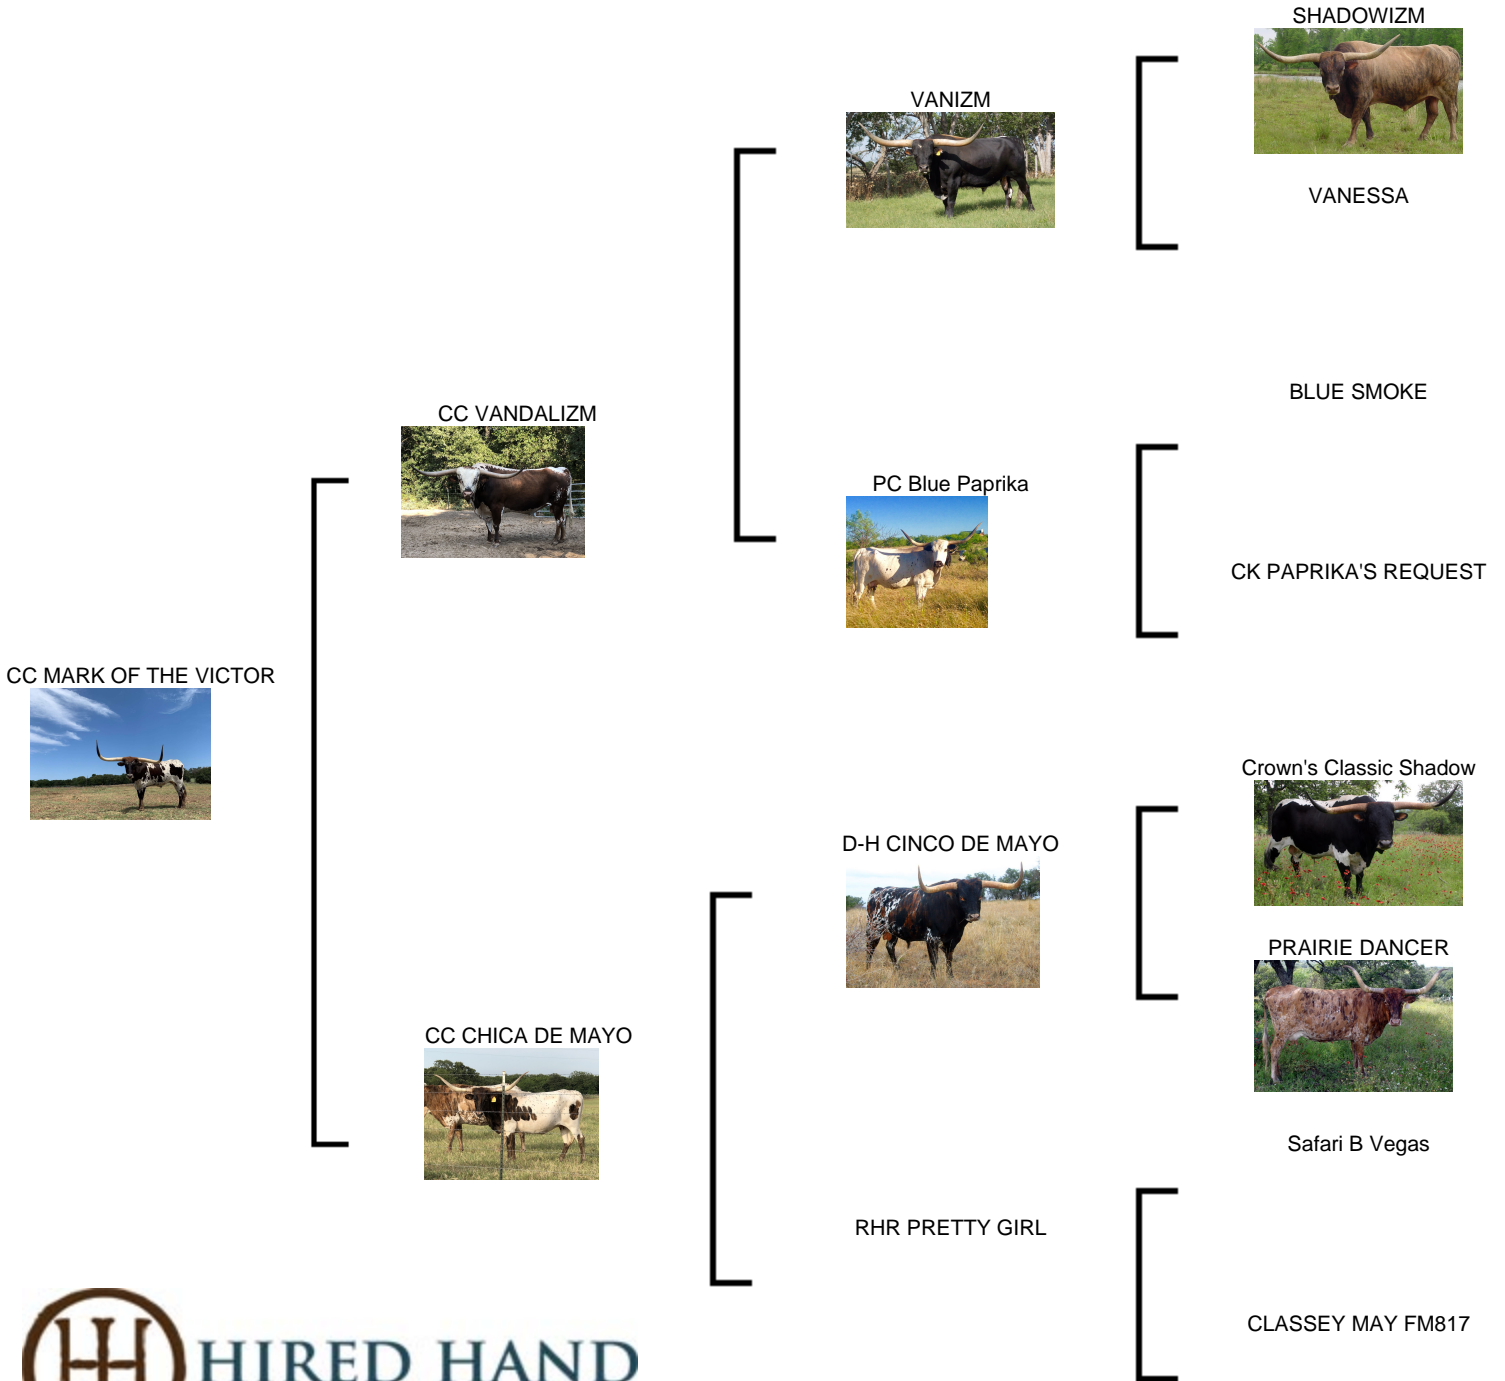 SHADOWIZM
VANIZM
VANESSA
BLUE SMOKE
CC VANDALIZM
PC Blue Paprika
CK PAPRIKA'S REQUEST
CC MARK OF THE VICTOR
Crown's Classic Shadow
D-H CINCO DE MAYO
PRAIRIE DANCER
CC CHICA DE MAYO
Safari B Vegas
RHR PRETTY GIRL
CLASSEY MAY FM817
HIRED HAND